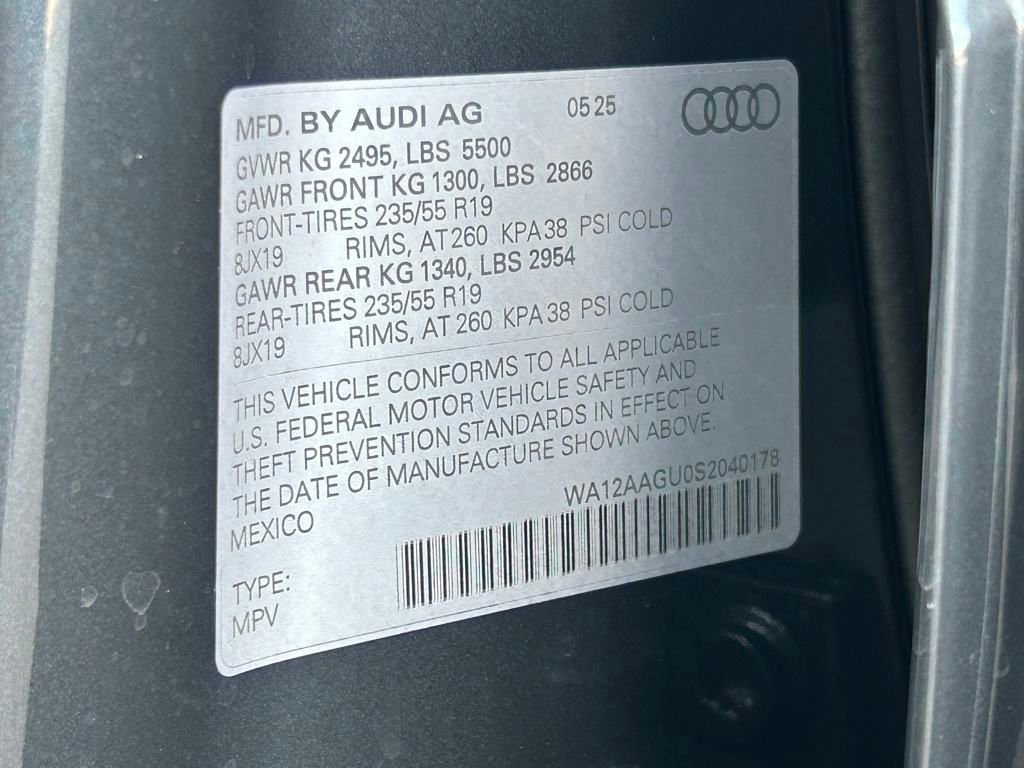 MFD. BY AUDI AG 05 25
GVWR KG 2495, LBS 5500
GAWR FRONT KG 1300, LBS 2866
FRONT-TIRES 235/55 R19
8JX19 RIMS, AT 260 KPA 38 PSI COLD
GAWR REAR KG 1340, LBS 2954
REAR-TIRES 235/55 R19
8JX19 RIMS, AT 260 KPA 38 PSI COLD
THIS VEHICLE CONFORMS TO ALL APPLICABLE
U.S. FEDERAL MOTOR VEHICLE SAFETY AND
THEFT PREVENTION STANDARDS IN EFFECT ON
THE DATE OF MANUFACTURE SHOWN ABOVE.
MEXICO WA12AAGU0S2040178
TYPE:
MPV